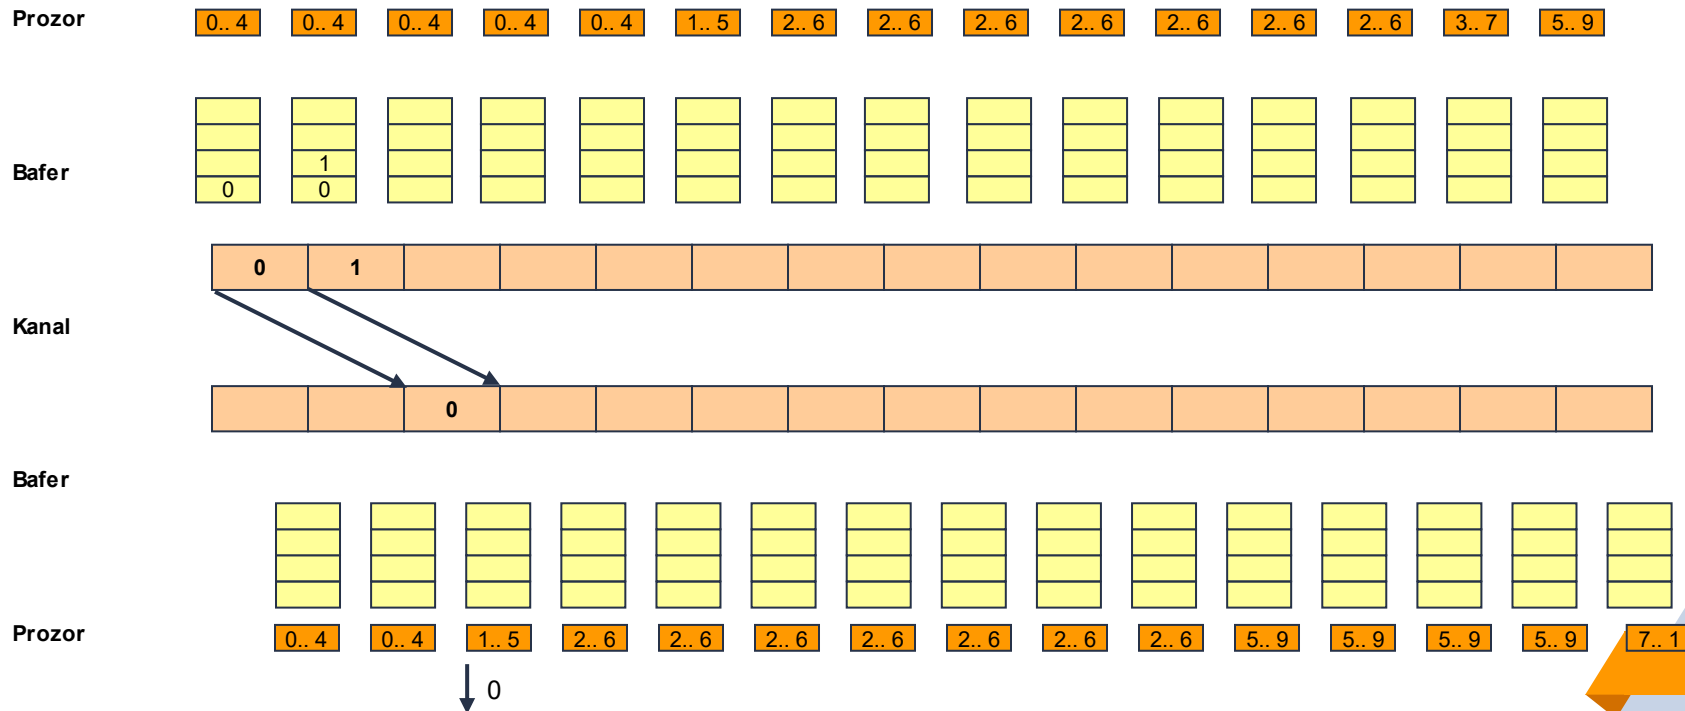 Prozor 0.. 4 0.. 4 0.. 4 0.. 4 0.. 4 1.. 5 2.. 6 2.. 6 2.. 6 2.. 6 2.. 6 2.. 6 2.. 6 3.. 7 5.. 9
1
Bafer 0 0
0 1
Kanal
0
Bafer
Prozor 0.. 4 0.. 4 1.. 5 2.. 6 2.. 6 2.. 6 2.. 6 2.. 6 2.. 6 2.. 6 5.. 9 5.. 9 5.. 9 5.. 9 7.. 1
0